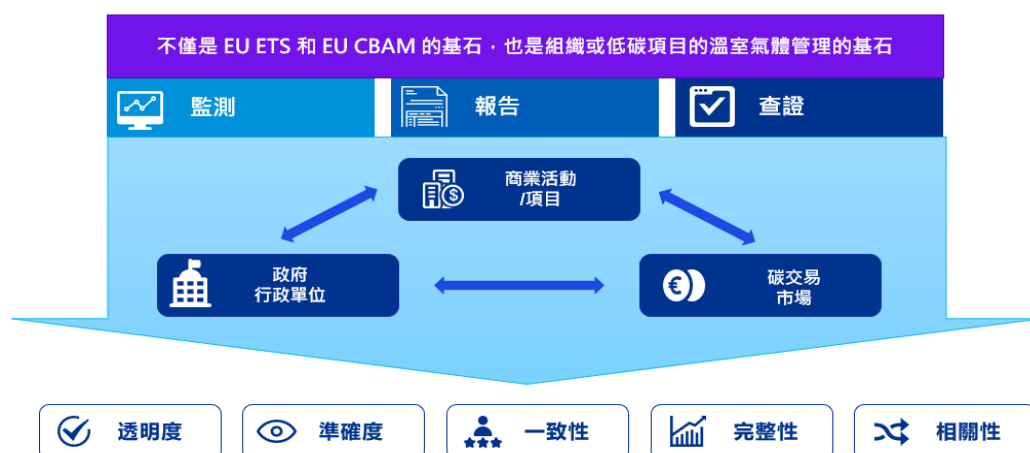 不僅是 EU ETS 和 EU CBAM 的基石，也是組織或低碳項目的溫室氣體管理的基石
監測
報告
查證
商業活動
/項目
政府
行政單位
碳交易
市場
透明度
準確度
一致性
完整性
相關性